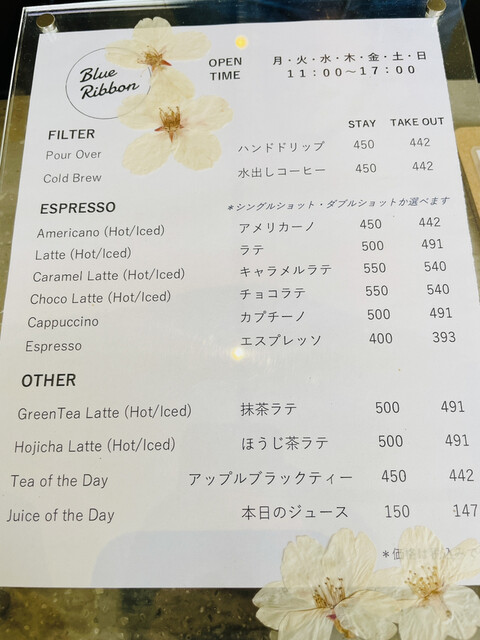 Blue
Ribbon
OPEN
TIME
月・火・水・木・金・土・日
11:00～17:00
STAY TAKE OUT
FILTER
Pour Over ハンドドリップ 450 442
Cold Brew 水出しコーヒー 450 442
ESPRESSO *シングルショット・ダブルショットか選べます
Americano (Hot/Iced) アメリカーノ 450 442
Latte (Hot/Iced) ラテ 500 491
Caramel Latte (Hot/Iced) キャラメルラテ 550 540
Choco Latte (Hot/Iced) チョコラテ 550 540
Cappuccino カプチーノ 500 491
Espresso エスプレッソ 400 393
OTHER
GreenTea Latte (Hot/Iced) 抹茶ラテ 500 491
Hojicha Latte (Hot/Iced) ほうじ茶ラテ 500 491
Tea of the Day アップルブラックティー 450 442
Juice of the Day 本日のジュース 150 147
*価格は